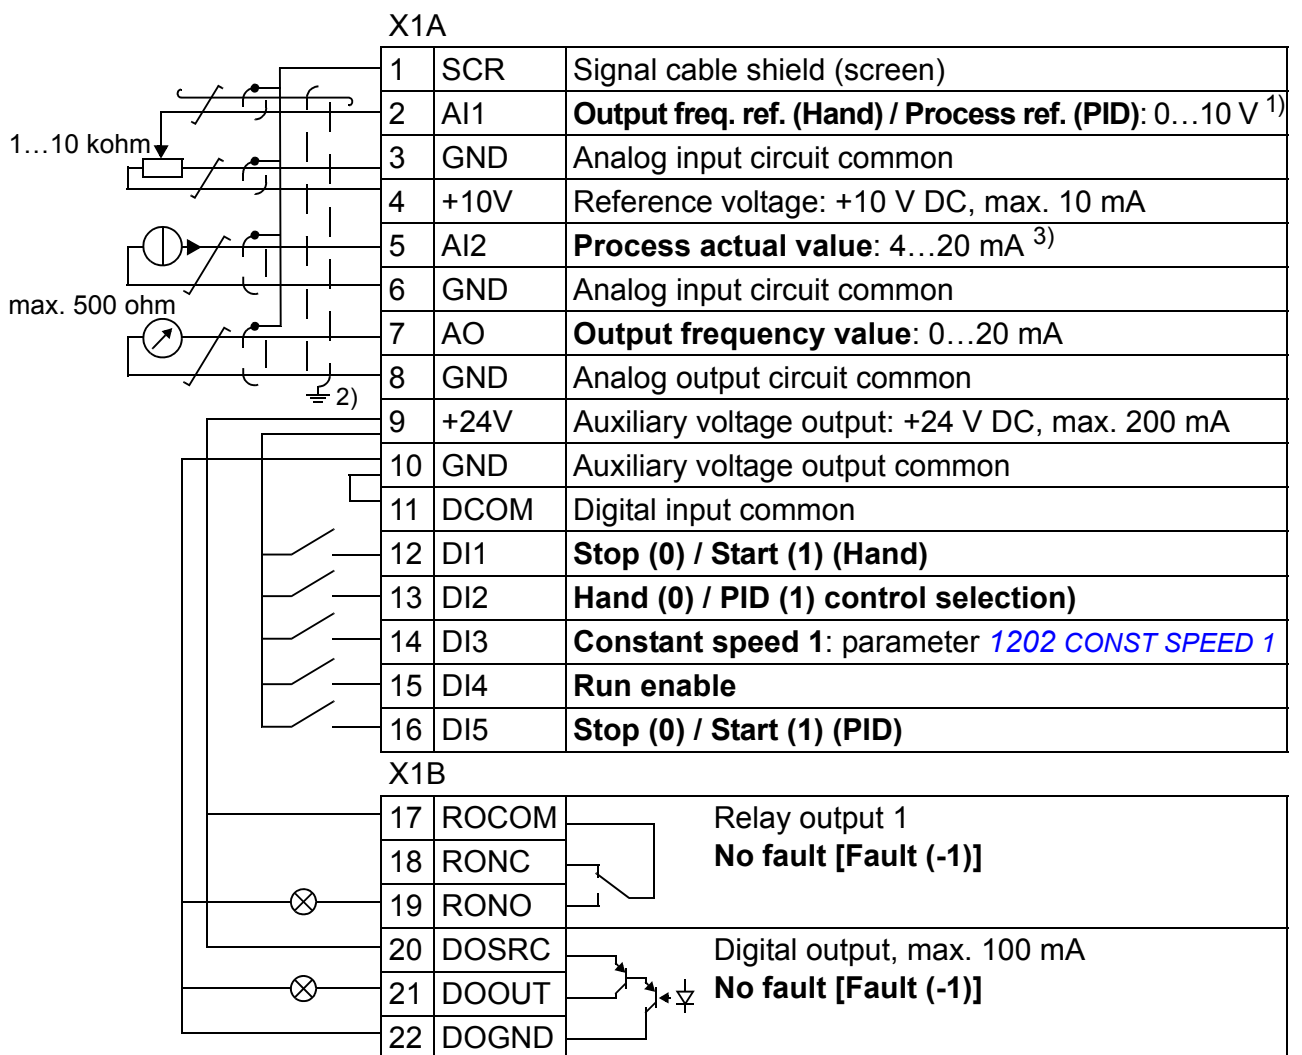 X1A
1 SCR Signal cable shield (screen)
2 AI1 Output freq. ref. (Hand) / Process ref. (PID): 0…10 V 1)
1…10 kohm
3 GND Analog input circuit common
4 +10V Reference voltage: +10 V DC, max. 10 mA
5 AI2 Process actual value: 4…20 mA 3)
6 GND Analog input circuit common
max. 500 ohm
7 AO Output frequency value: 0…20 mA
8 GND Analog output circuit common
2)
9 +24V Auxiliary voltage output: +24 V DC, max. 200 mA
10 GND Auxiliary voltage output common
11 DCOM Digital input common
12 DI1 Stop (0) / Start (1) (Hand)
13 DI2 Hand (0) / PID (1) control selection)
14 DI3 Constant speed 1: parameter 1202 CONST SPEED 1
15 DI4 Run enable
16 DI5 Stop (0) / Start (1) (PID)
X1B
17 ROCOM Relay output 1
18 RONC No fault [Fault (-1)]
19 RONO
20 DOSRC Digital output, max. 100 mA
21 DOOUT No fault [Fault (-1)]
22 DOGND